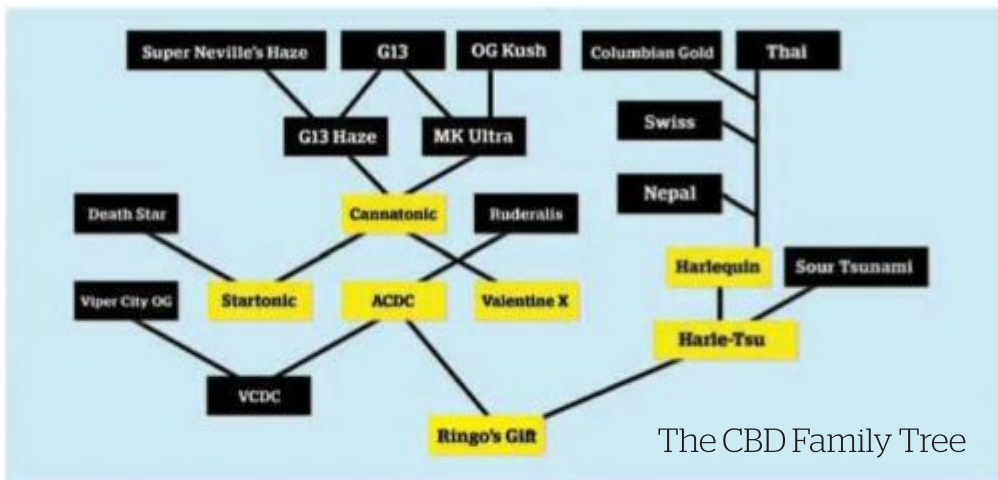 Super Neville's Haze
G13
OG Kush
Columbian Gold
Thai
Swiss
G13 Haze
MK Ultra
Nepal
Death Star
Cannatonic
Ruderalis
Harlequin
Sour Tsunami
Viper City OG
Startonic
ACDC
Valentine X
Harle-Tsu
VCDC
Ringo's Gift
The CBD Family Tree